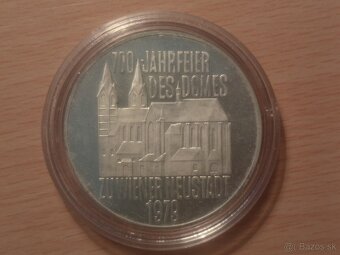 700 JAHRFEIER
DES DOMES
ZU WIENER NEUSTADT
1979
© Bazos.sk